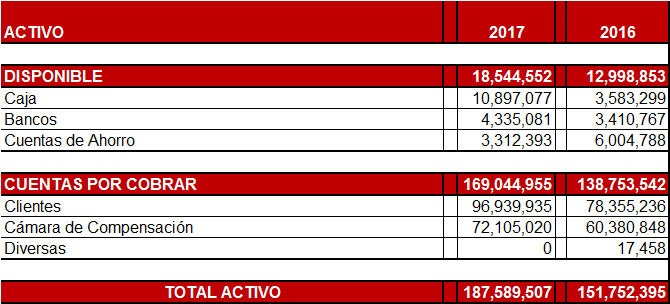 ACTIVO 2017 2016
DISPONIBLE 18,544,552 12,998,853
Caja 10,897,077 3,583,299
Bancos 4,335,081 3,410,767
Cuentas de Ahorro 3,312,393 6,004,788
CUENTAS POR COBRAR 169,044,955 138,753,542
Clientes 96,939,935 78,355,236
Cámara de Compensación 72,105,020 60,380,848
Diversas 0 17,458
TOTAL ACTIVO 187,589,507 151,752,395